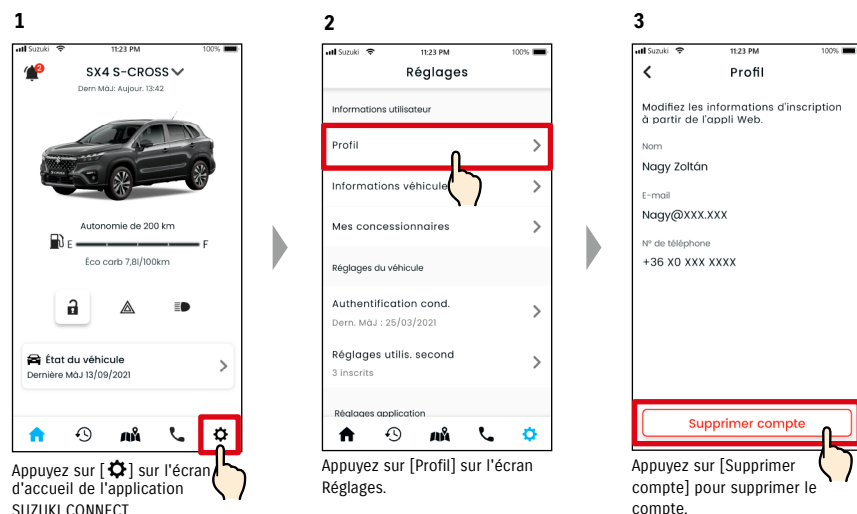 1
Suzuki 11:23 PM 100%
2
SX4 S-CROSS
Dern MàJ: Aujour. 13:42
Autonomie de 200 km
E F
Éco carb 7,8l/100km
État du véhicule
Dernière MàJ 13/09/2021
Appuyez sur [ ] sur l'écran
d'accueil de l'application
SUZUKI CONNECT
2
Suzuki 11:23 PM 100%
Réglages
Informations utilisateur
Profil
Informations véhicule
Mes concessionnaires
Réglages du véhicule
Authentification cond.
Dern. MàJ : 25/03/2021
Réglages utilis. second
3 inscrits
Réglages application
Appuyez sur [Profil] sur l'écran
Réglages.
3
Suzuki 11:23 PM 100%
Profil
Modifiez les informations d'inscription
à partir de l'appli Web.
Nom
Nagy Zoltán
E-mail
Nagy@XXX.XXX
N° de téléphone
+36 X0 XXX XXXX
Supprimer compte
Appuyez sur [Supprimer
compte] pour supprimer le
compte.